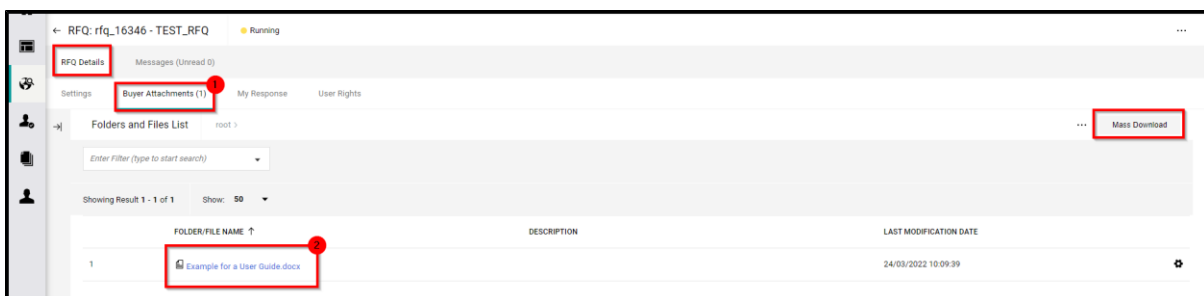 ← RFQ: rfq_16346 - TEST_RFQ Running ...
RFQ Details Messages (Unread 0)
1
Settings Buyer Attachments (1) My Response User Rights
Folders and Files List root > ... Mass Download
Enter Filter (type to start search)
Showing Result 1 - 1 of 1 Show: 50
FOLDER/FILE NAME ↑ DESCRIPTION LAST MODIFICATION DATE
2
1 Example for a User Guide.docx 24/03/2022 10:09:39